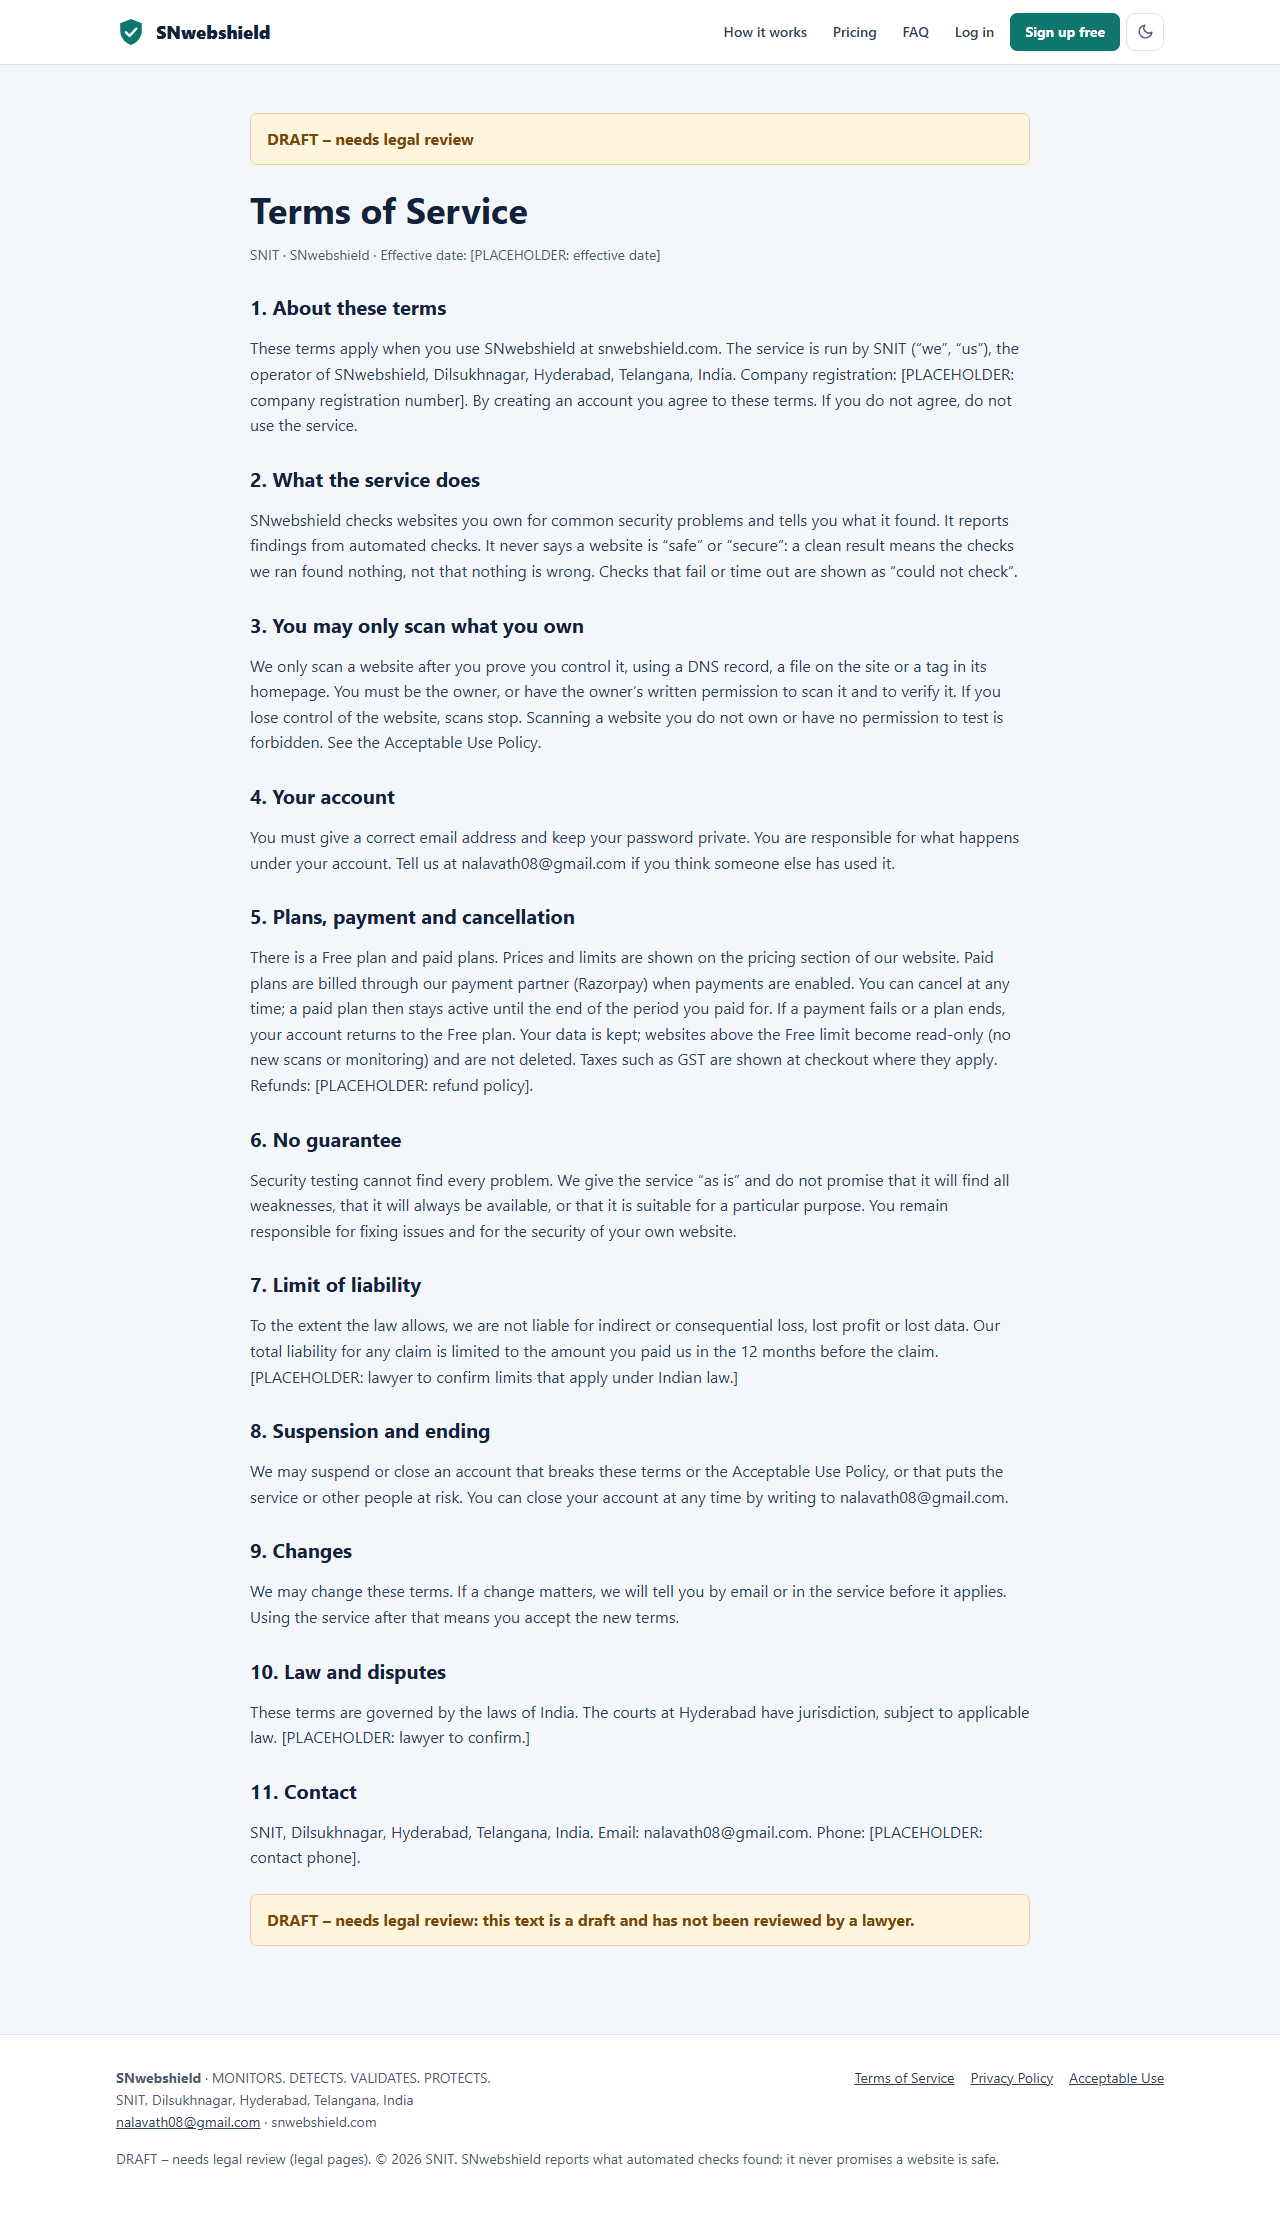 SNwebshield
How it works
Pricing
FAQ
Log in
Sign up free
DRAFT – needs legal review
Terms of Service
SNIT · SNwebshield · Effective date: [PLACEHOLDER: effective date]
1. About these terms
These terms apply when you use SNwebshield at snwebshield.com. The service is run by SNIT (“we”, “us”), the
operator of SNwebshield, Dilsukhnagar, Hyderabad, Telangana, India. Company registration: [PLACEHOLDER:
company registration number]. By creating an account you agree to these terms. If you do not agree, do not
use the service.
2. What the service does
SNwebshield checks websites you own for common security problems and tells you what it found. It reports
findings from automated checks. It never says a website is “safe” or “secure”: a clean result means the checks
we ran found nothing, not that nothing is wrong. Checks that fail or time out are shown as “could not check”.
3. You may only scan what you own
We only scan a website after you prove you control it, using a DNS record, a file on the site or a tag in its
homepage. You must be the owner, or have the owner’s written permission to scan it and to verify it. If you
lose control of the website, scans stop. Scanning a website you do not own or have no permission to test is
forbidden. See the Acceptable Use Policy.
4. Your account
You must give a correct email address and keep your password private. You are responsible for what happens
under your account. Tell us at nalavath08@gmail.com if you think someone else has used it.
5. Plans, payment and cancellation
There is a Free plan and paid plans. Prices and limits are shown on the pricing section of our website. Paid
plans are billed through our payment partner (Razorpay) when payments are enabled. You can cancel at any
time; a paid plan then stays active until the end of the period you paid for. If a payment fails or a plan ends,
your account returns to the Free plan. Your data is kept; websites above the Free limit become read-only (no
new scans or monitoring) and are not deleted. Taxes such as GST are shown at checkout where they apply.
Refunds: [PLACEHOLDER: refund policy].
6. No guarantee
Security testing cannot find every problem. We give the service “as is” and do not promise that it will find all
weaknesses, that it will always be available, or that it is suitable for a particular purpose. You remain
responsible for fixing issues and for the security of your own website.
7. Limit of liability
To the extent the law allows, we are not liable for indirect or consequential loss, lost profit or lost data. Our
total liability for any claim is limited to the amount you paid us in the 12 months before the claim.
[PLACEHOLDER: lawyer to confirm limits that apply under Indian law.]
8. Suspension and ending
We may suspend or close an account that breaks these terms or the Acceptable Use Policy, or that puts the
service or other people at risk. You can close your account at any time by writing to nalavath08@gmail.com.
9. Changes
We may change these terms. If a change matters, we will tell you by email or in the service before it applies.
Using the service after that means you accept the new terms.
10. Law and disputes
These terms are governed by the laws of India. The courts at Hyderabad have jurisdiction, subject to applicable
law. [PLACEHOLDER: lawyer to confirm.]
11. Contact
SNIT, Dilsukhnagar, Hyderabad, Telangana, India. Email: nalavath08@gmail.com. Phone: [PLACEHOLDER:
contact phone].
DRAFT – needs legal review: this text is a draft and has not been reviewed by a lawyer.
SNwebshield · MONITORS. DETECTS. VALIDATES. PROTECTS.
SNIT, Dilsukhnagar, Hyderabad, Telangana, India
nalavath08@gmail.com · snwebshield.com
Terms of Service
Privacy Policy
Acceptable Use
DRAFT – needs legal review (legal pages). © 2026 SNIT. SNwebshield reports what automated checks found; it never promises a website is safe.